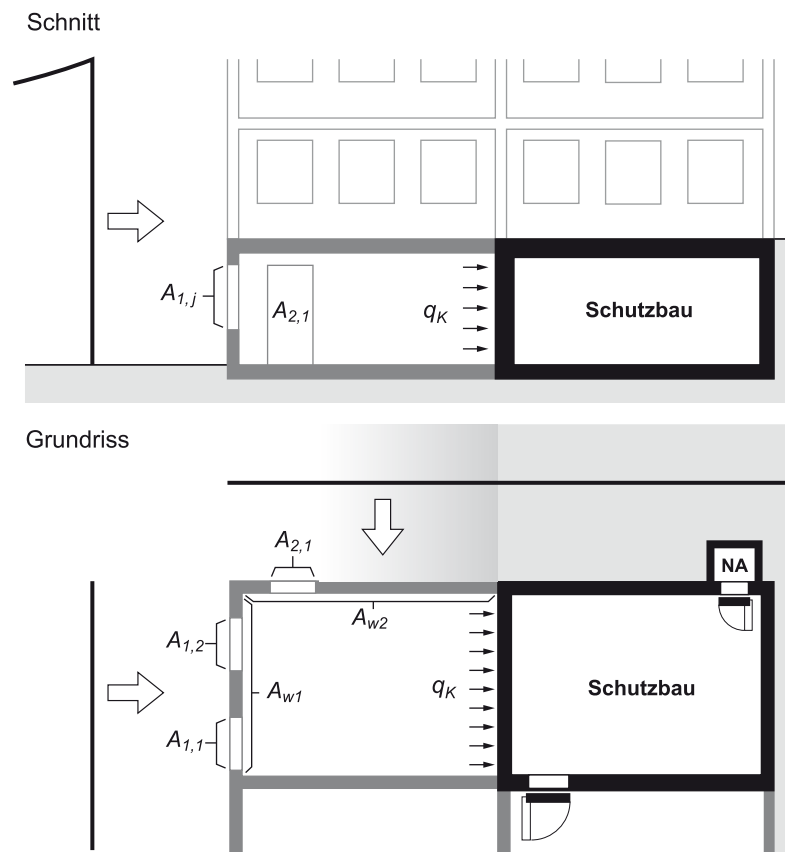 Schnitt
A1,j
A2,1
qK
Schutzbau
Grundriss
A2,1
NA
Aw2
A1,2
Aw1
qK
Schutzbau
A1,1